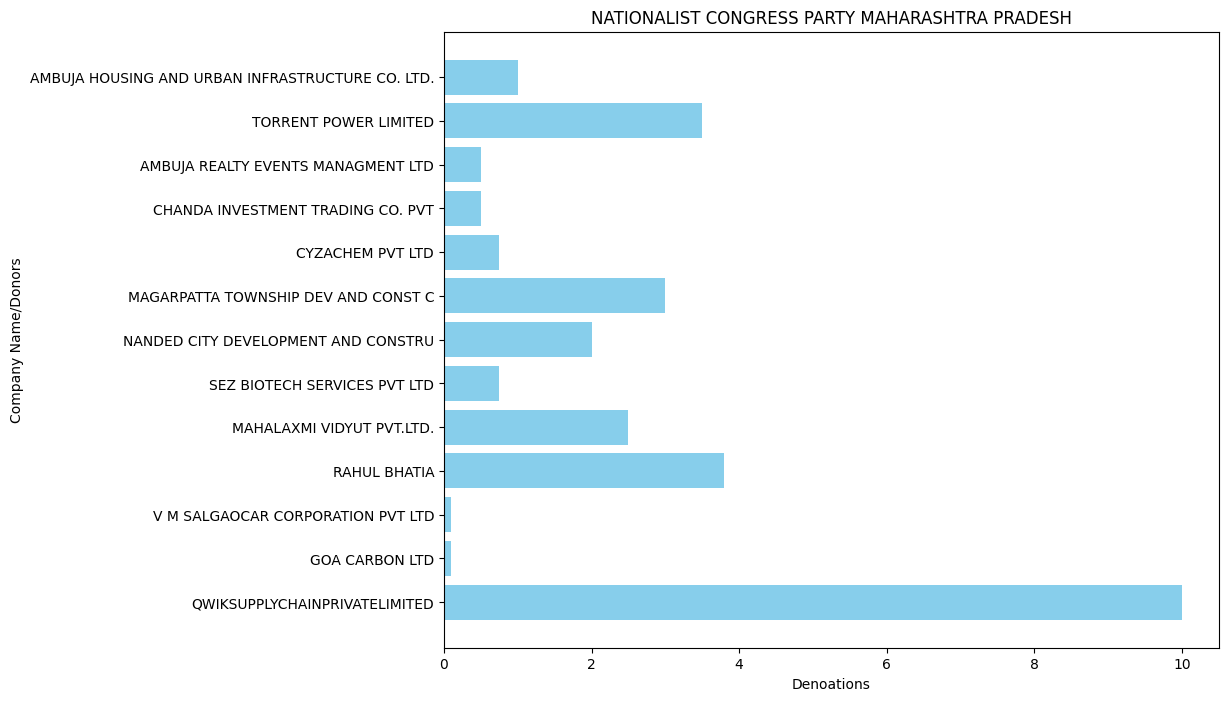 NATIONALIST CONGRESS PARTY MAHARASHTRA PRADESH
AMBUJA HOUSING AND URBAN INFRASTRUCTURE CO. LTD.
TORRENT POWER LIMITED
AMBUJA REALTY EVENTS MANAGMENT LTD
CHANDA INVESTMENT TRADING CO. PVT
CYZACHEM PVT LTD
MAGARPATTA TOWNSHIP DEV AND CONST C
NANDED CITY DEVELOPMENT AND CONSTRU
SEZ BIOTECH SERVICES PVT LTD
MAHALAXMI VIDYUT PVT.LTD.
RAHUL BHATIA
V M SALGAOCAR CORPORATION PVT LTD
GOA CARBON LTD
QWIKSUPPLYCHAINPRIVATELIMITED
Company Name/Donors
0 2 4 6 8 10
Denoations